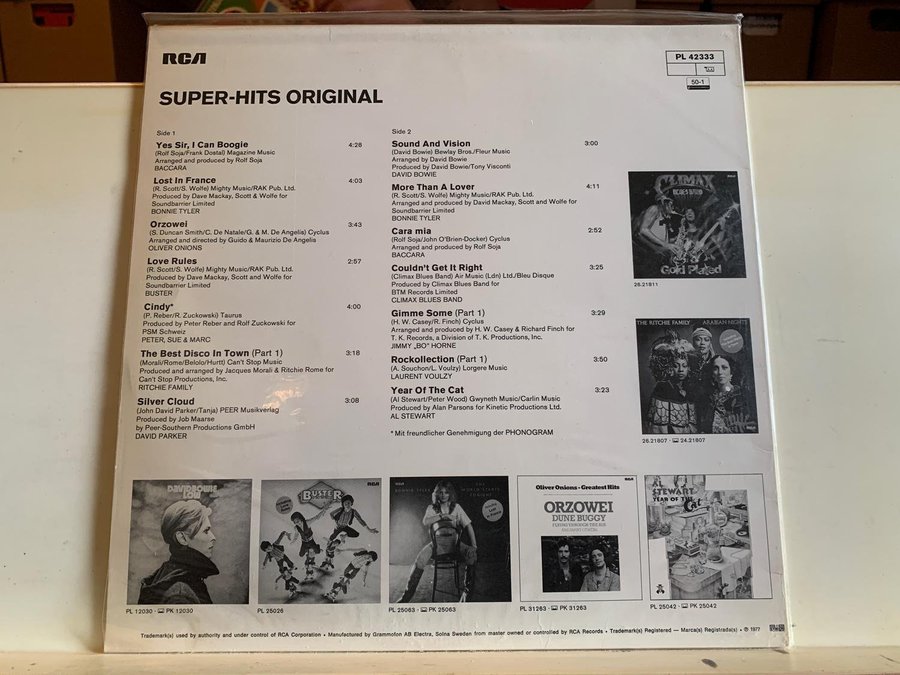 RCA
PL 42333
50-1
SUPER-HITS ORIGINAL
Side 1
Yes Sir, I Can Boogie 4:28
(Rolf Soja/Frank Dostal) Magazine Music
Arranged and produced by Rolf Soja
BACCARA
Lost In France 4:03
(R. Scott/S. Wolfe) Mighty Music/RAK Pub. Ltd.
Produced by Dave Mackay, Scott & Wolfe for
Soundbarrier Limited
BONNIE TYLER
Orzowei 3:43
(S. Duncan Smith/C. De Natale/G. & M. De Angelis) Cyclus
Arranged and directed by Guido & Maurizio De Angelis
OLIVER ONIONS
Love Rules 2:57
(R. Scott/S. Wolfe) Mighty Music/RAK Pub. Ltd.
Produced by Dave Mackay, Scott and Wolfe for
Soundbarrier Limited
BUSTER
Cindy* 4:00
(P. Reber/R. Zuckowski) Taurus
Produced by Peter Reber and Rolf Zuckowski for
PSM Schweiz
PETER, SUE & MARC
The Best Disco In Town (Part 1) 3:18
(Morali/Rome/Belolo/Hurtt) Can't Stop Music
Produced and arranged by Jacques Morali & Ritchie Rome for
Can't Stop Productions, Inc.
RITCHIE FAMILY
Silver Cloud 3:08
(John David Parker/Tanja) PEER Musikverlag
Produced by Job Maarse
by Peer-Southern Productions GmbH
DAVID PARKER
Side 2
Sound And Vision 3:00
(David Bowie) Bewlay Bros./Fleur Music
Arranged by David Bowie
Produced by David Bowie/Tony Visconti
DAVID BOWIE
More Than A Lover 4:11
(R. Scott/S. Wolfe) Mighty Music/RAK Pub. Ltd.
Arranged and produced by David Mackay, Scott and Wolfe for
Soundbarrier Limited
BONNIE TYLER
Cara mia 2:52
(Rolf Soja/John O'Brien-Docker) Cyclus
Arranged and produced by Rolf Soja
BACCARA
Couldn't Get It Right 3:25
(Climax Blues Band) Air Music (Ldn) Ltd./Bleu Disque
Produced by Climax Blues Band for
BTM Records Limited
CLIMAX BLUES BAND
Gimme Some (Part 1) 3:29
(H. W. Casey/R. Finch) Cyclus
Arranged and produced by H. W. Casey & Richard Finch for
T. K. Records, a Division of T. K. Productions, Inc.
JIMMY „BO" HORNE
Rockollection (Part 1) 3:50
(A. Souchon/L. Voulzy) Lorgere Music
LAURENT VOULZY
Year Of The Cat 3:23
(Al Stewart/Peter Wood) Gwyneth Music/Carlin Music
Produced by Alan Parsons for Kinetic Productions Ltd.
AL STEWART
* Mit freundlicher Genehmigung der PHONOGRAM
CLIMAX
BLUES BAND
Gold Plated
26.21811
THE RITCHIE FAMILY ARABIAN NIGHTS
26.21807 · 24.21807
DAVID BOWIE
LOW
PL 12030 · PK 12030
BUSTER
RCA
PL 25026
BONNIE TYLER THE WORLD STARTS
TONIGHT
PL 25063 · PK 25063
Oliver Onions · Greatest Hits
ORZOWEI
DUNE BUGGY
FLYING THROUGH THE AIR
PL 31263 · PK 31263
AL
STEWART
YEAR OF THE
Cat
PL 25042 · PK 25042
Trademark(s) used by authority and under control of RCA Corporation • Manufactured by Grammofon AB Electra, Solna Sweden from master owned or controlled by RCA Records • Trademark(s) Registered — Marca(s) Registrada(s) • ℗ 1977